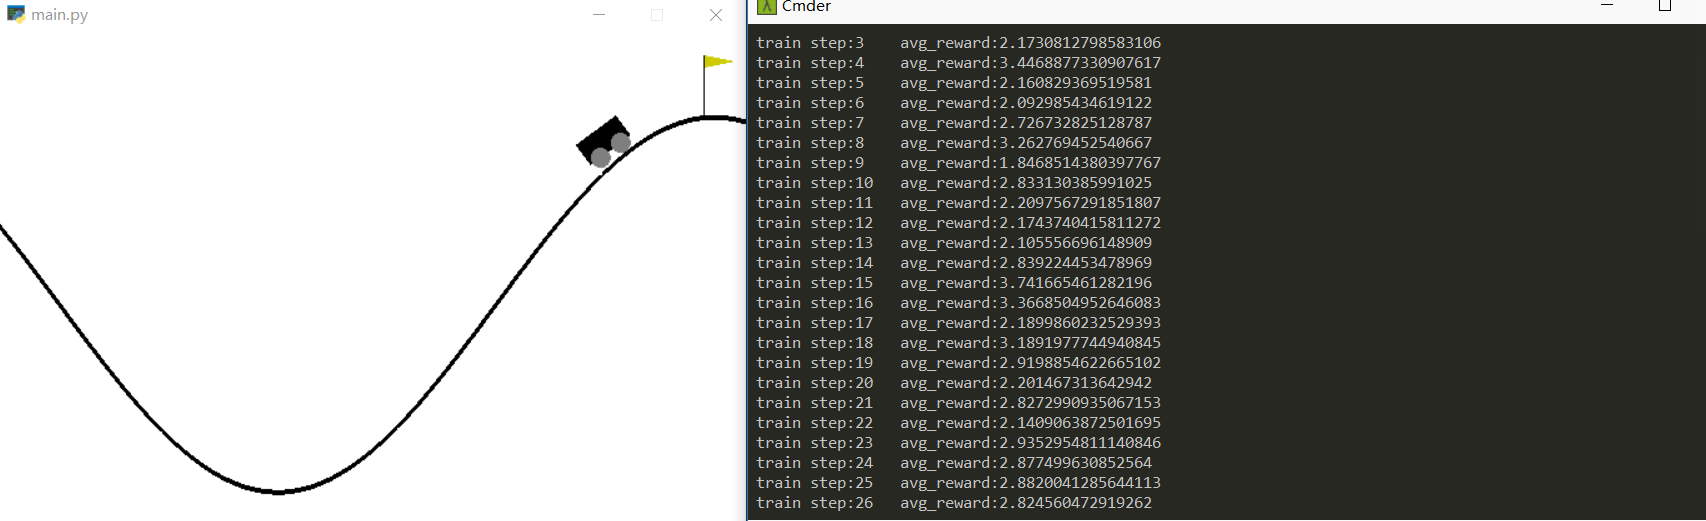 main.py
Cmder
train step:3 avg_reward:2.1730812798583106
train step:4 avg_reward:3.4468877330907617
train step:5 avg_reward:2.160829369519581
train step:6 avg_reward:2.092985434619122
train step:7 avg_reward:2.726732825128787
train step:8 avg_reward:3.262769452540667
train step:9 avg_reward:1.8468514380397767
train step:10 avg_reward:2.833130385991025
train step:11 avg_reward:2.2097567291851807
train step:12 avg_reward:2.1743740415811272
train step:13 avg_reward:2.105556696148909
train step:14 avg_reward:2.839224453478969
train step:15 avg_reward:3.741665461282196
train step:16 avg_reward:3.3668504952646083
train step:17 avg_reward:2.1899860232529393
train step:18 avg_reward:3.1891977744940845
train step:19 avg_reward:2.9198854622665102
train step:20 avg_reward:2.201467313642942
train step:21 avg_reward:2.8272990935067153
train step:22 avg_reward:2.1409063872501695
train step:23 avg_reward:2.9352954811140846
train step:24 avg_reward:2.877499630852564
train step:25 avg_reward:2.8820041285644113
train step:26 avg_reward:2.824560472919262